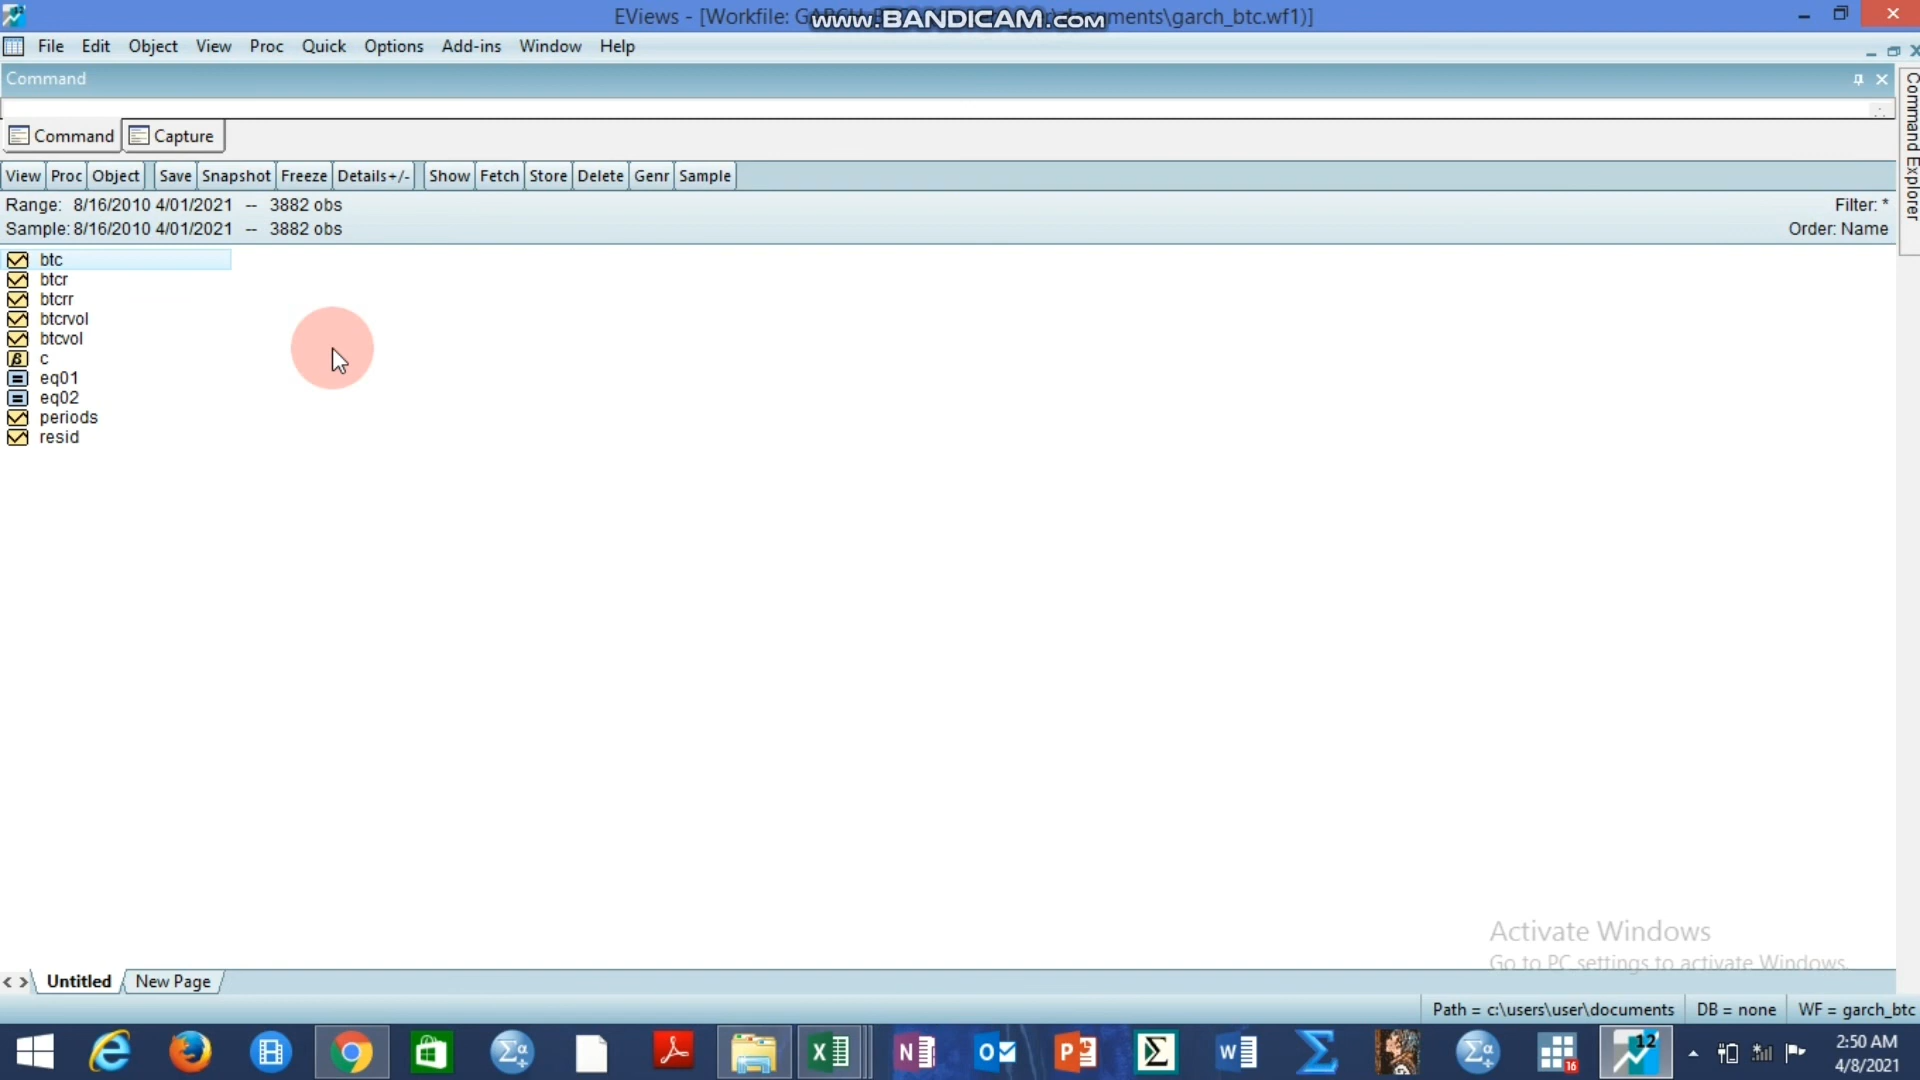 EViews - [Workfile: GARCH_BTC ments\garch_btc.wf1)]
www.BANDICAM.com
File Edit Object View Proc Quick Options Add-ins Window Help
Command
Command Capture
Command Explorer
View Proc Object Save Snapshot Freeze Details+/- Show Fetch Store Delete Genr Sample
Range: 8/16/2010 4/01/2021 -- 3882 obs Filter: *
Sample: 8/16/2010 4/01/2021 -- 3882 obs Order: Name
btc
btcr
btcrr
btcrvol
btcvol
β c
eq01
eq02
periods
resid
Activate Windows
Go to PC settings to activate Windows.
Untitled New Page
Path = c:\users\user\documents DB = none WF = garch_btc
2:50 AM
4/8/2021